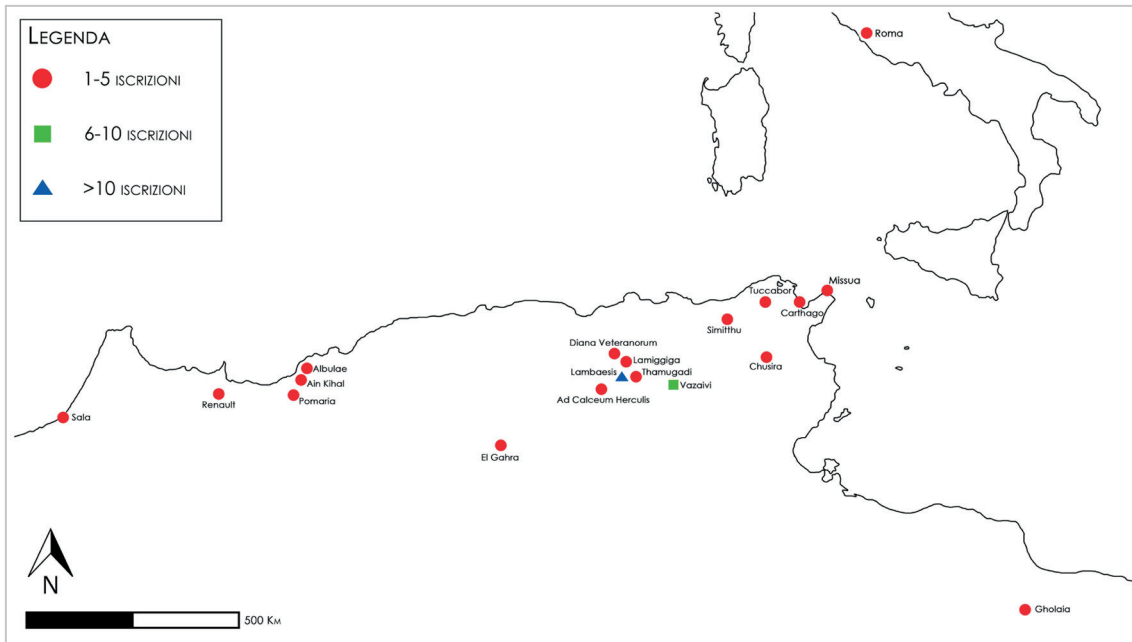 LEGENDA
1-5 ISCRIZIONI
6-10 ISCRIZIONI
>10 ISCRIZIONI
Roma
Missua
Tuccabor
Carthago
Simitthu
Diana Veteranorum
Lamiggiga
Chusira
Albulae
Lambaesis
Thamugadi
Ain Kihal
Vazaivi
Ad Calceum Herculis
Pomaria
Renault
Sala
El Gahra
N
500 KM
Gholaia